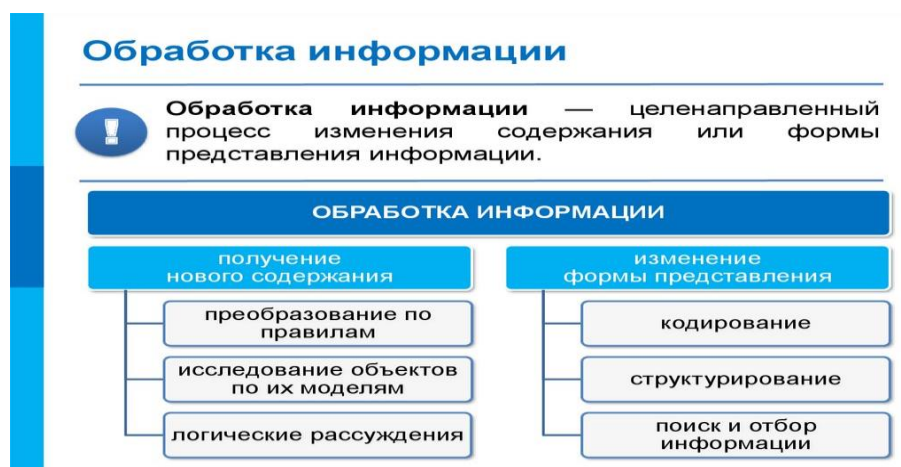 Обработка информации
!
Обработка информации — целенаправленный
процесс изменения содержания или формы
представления информации.
ОБРАБОТКА ИНФОРМАЦИИ
получение
нового содержания
преобразование по
правилам
исследование объектов
по их моделям
логические рассуждения
изменение
формы представления
кодирование
структурирование
поиск и отбор
информации